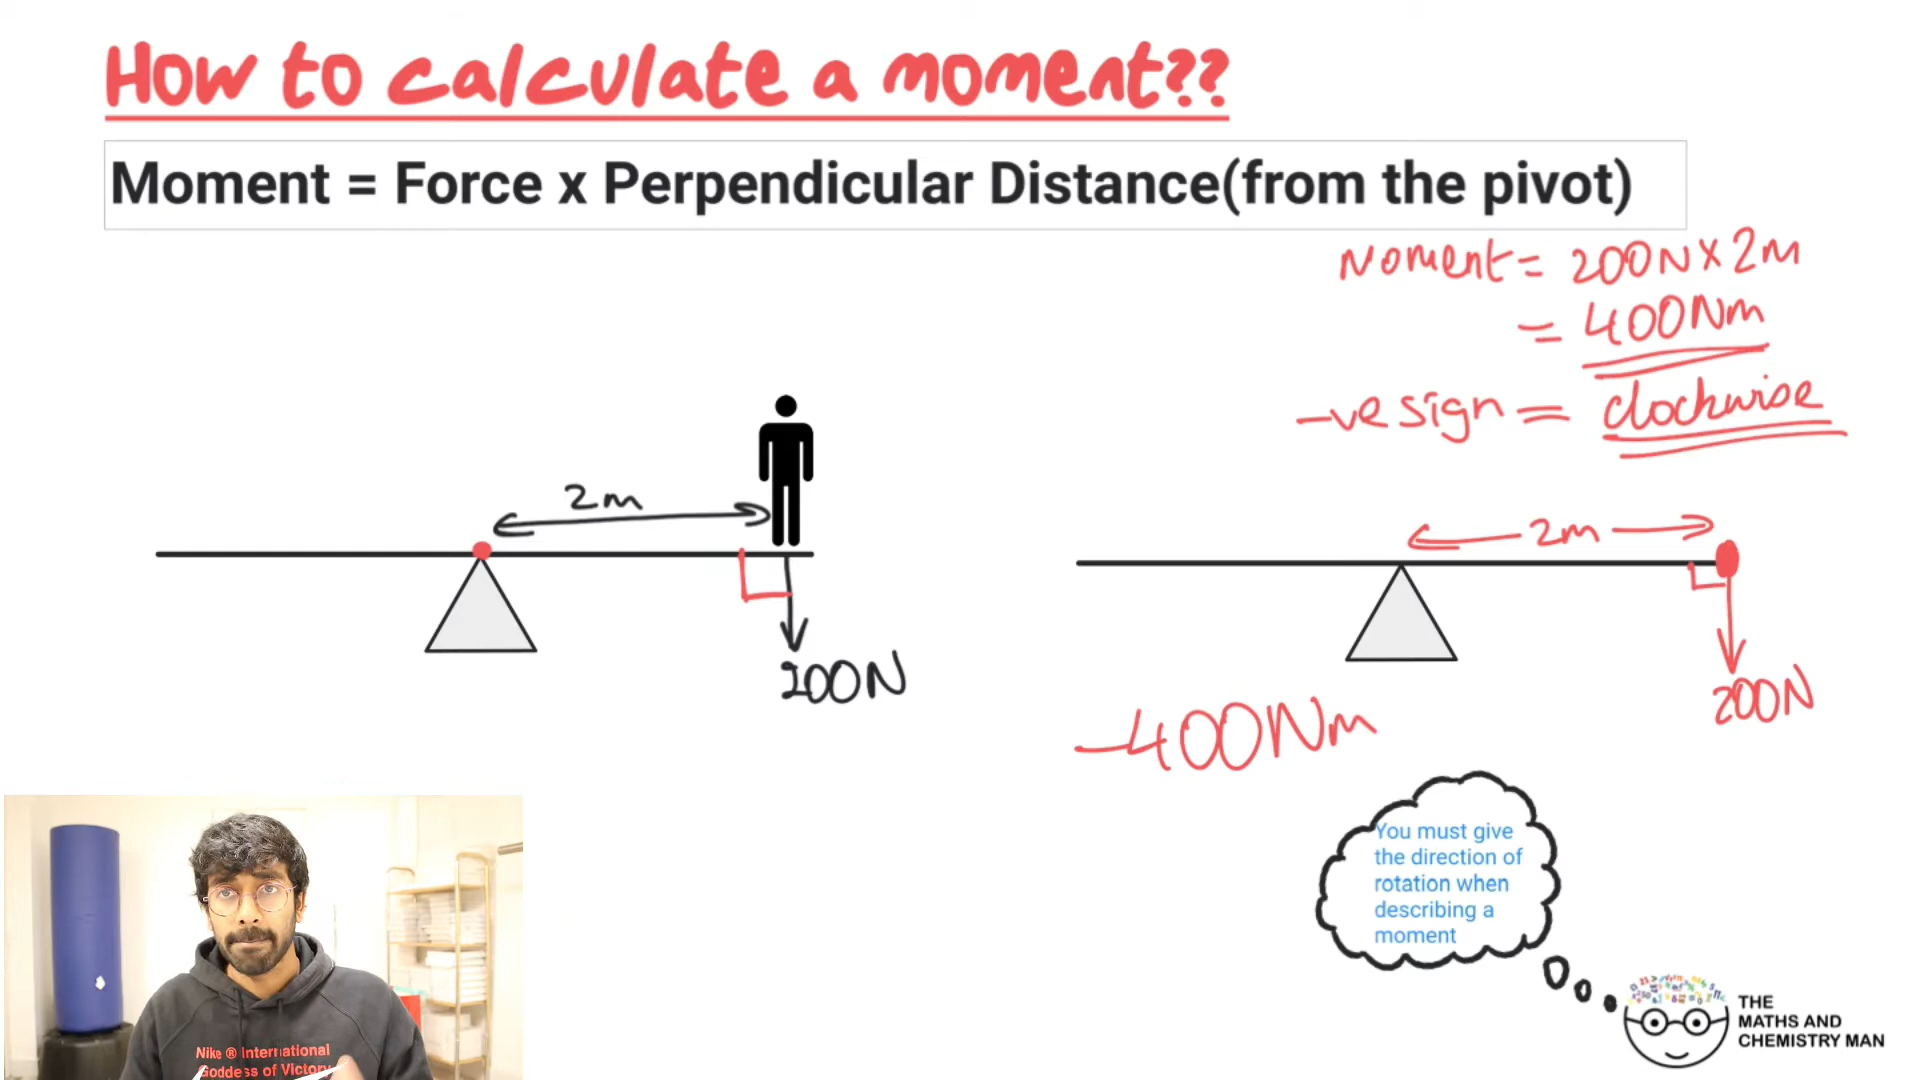 How to calculate a moment??
Moment = Force x Perpendicular Distance(from the pivot)
Moment = 200N x 2m
= 400Nm
-ve sign = clockwise
2m
200N
2m
200N
-400Nm
You must give
the direction of
rotation when
describing a
moment
THE
MATHS AND
CHEMISTRY MAN
Nike ® International
Goddess of Victory